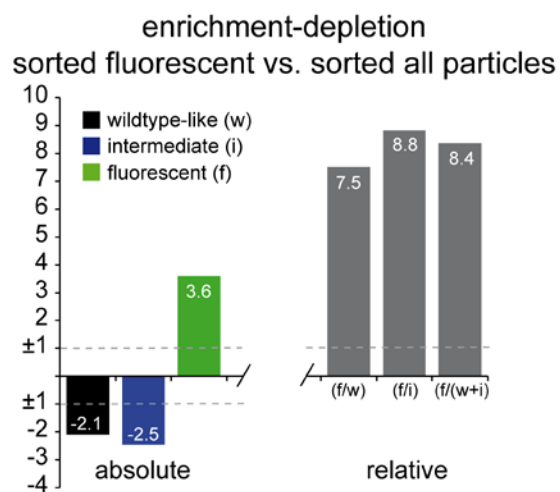 enrichment-depletion
sorted fluorescent vs. sorted all particles
10
9
8
7
6
5
4
3
2
±1
±1
-2
-3
-4
wildtype-like (w)
intermediate (i)
fluorescent (f)
-2.1
-2.5
3.6
absolute
7.5
8.8
8.4
(f/w)
(f/i)
(f/(w+i)
relative